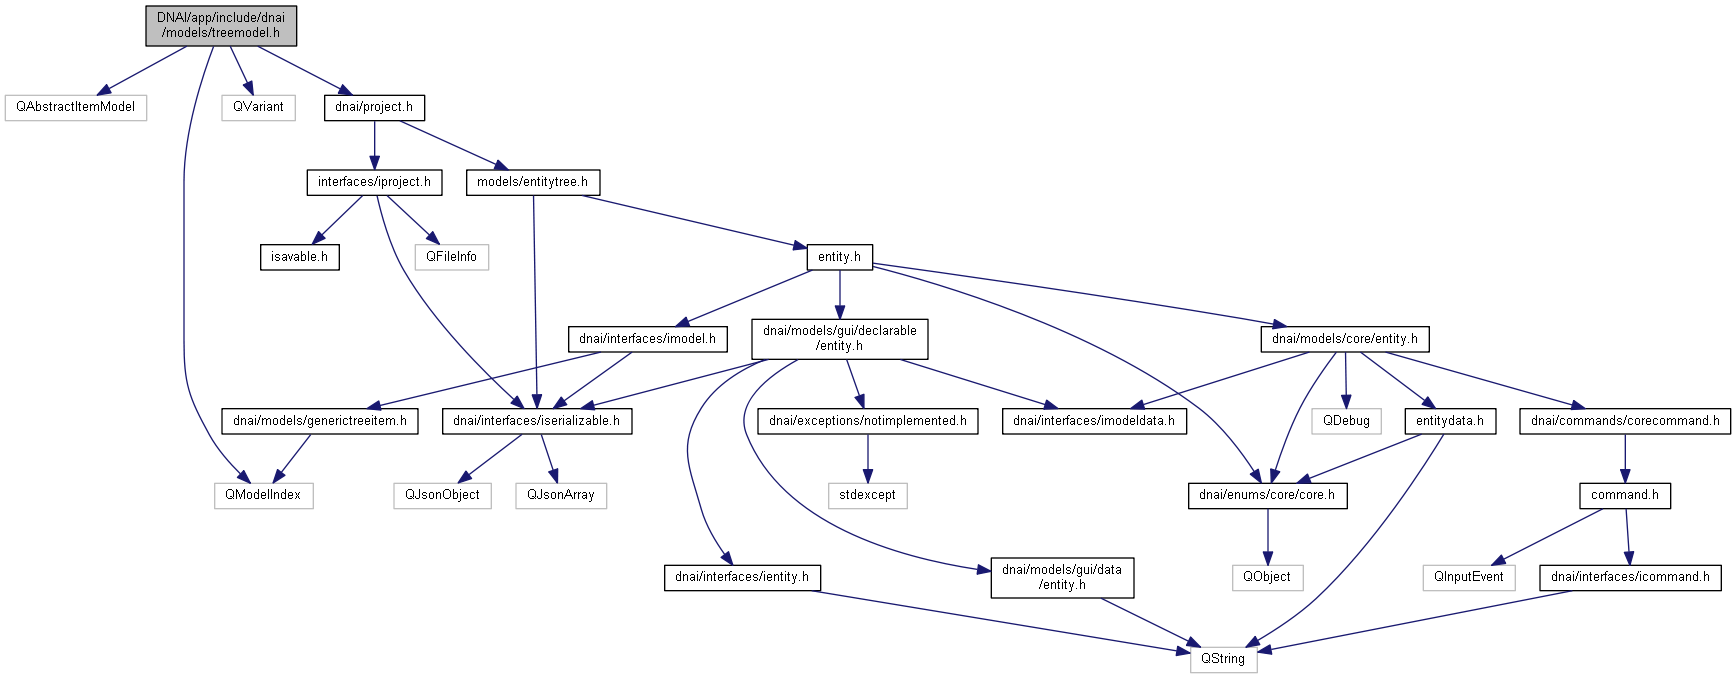 DNAI/app/include/dnai
/models/treemodel.h
QAbstractItemModel
QVariant
dnai/project.h
interfaces/iproject.h
models/entitytree.h
isavable.h
QFileInfo
entity.h
dnai/interfaces/imodel.h
dnai/models/gui/declarable
/entity.h
dnai/models/core/entity.h
dnai/models/generictreeitem.h
dnai/interfaces/iserializable.h
dnai/exceptions/notimplemented.h
dnai/interfaces/imodeldata.h
QDebug
entitydata.h
dnai/commands/corecommand.h
QModelIndex
QJsonObject
QJsonArray
stdexcept
dnai/enums/core/core.h
command.h
dnai/interfaces/ientity.h
dnai/models/gui/data
/entity.h
QObject
QInputEvent
dnai/interfaces/icommand.h
QString